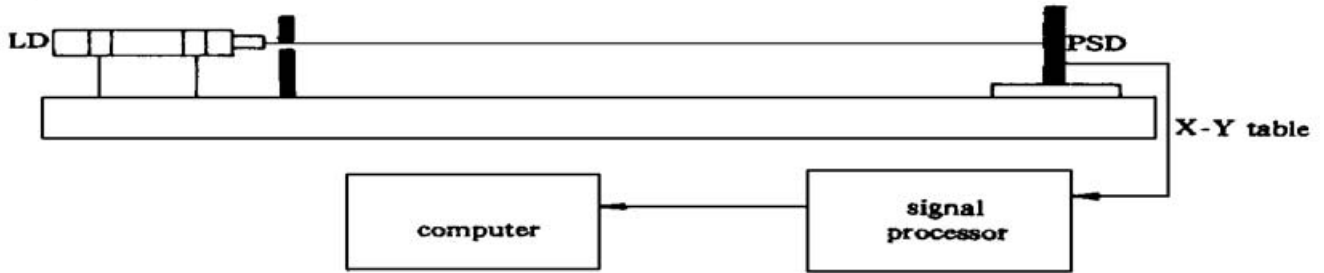 LD
PSD
X-Y table
computer
signal
processor